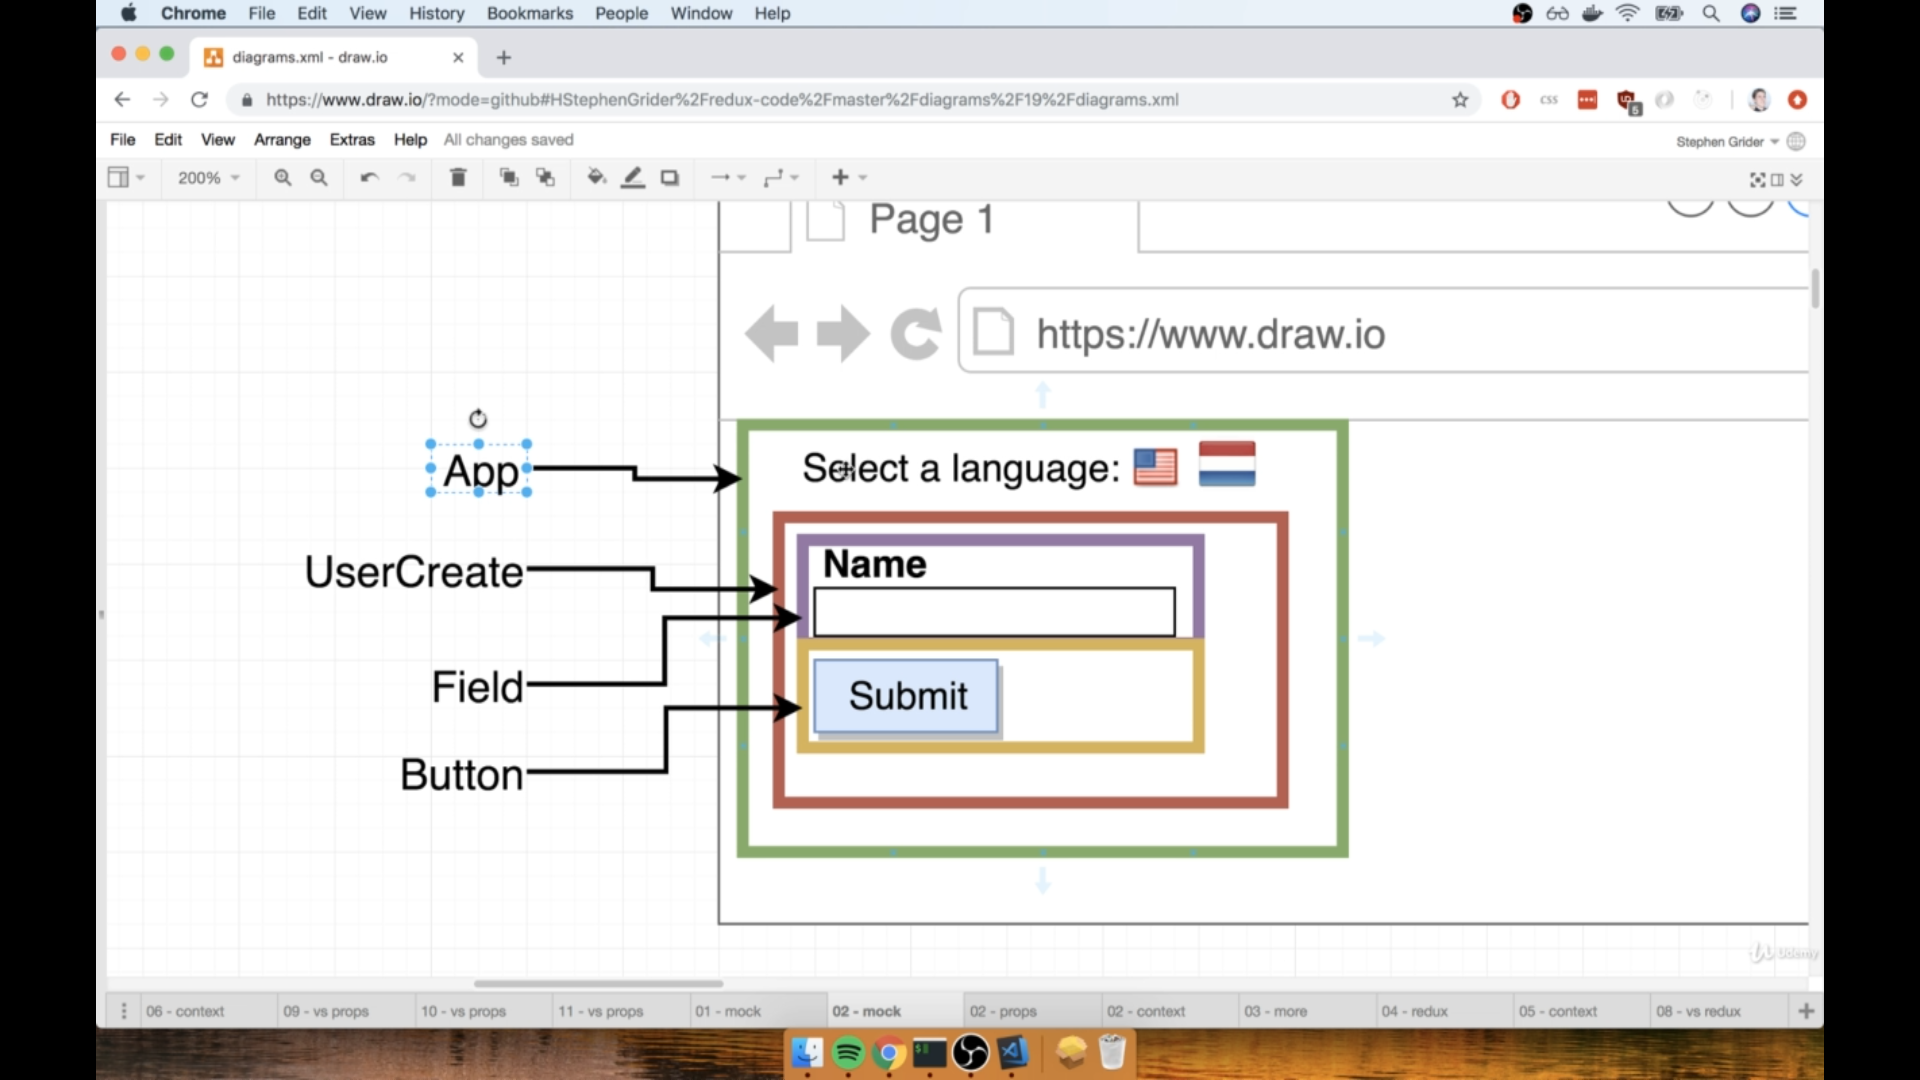 Chrome File Edit View History Bookmarks People Window Help
diagrams.xml - draw.io
https://www.draw.io/?mode=github#HStephenGrider%2Fredux-code%2Fmaster%2Fdiagrams%2F19%2Fdiagrams.xml
CSS
6
File Edit View Arrange Extras Help All changes saved
Stephen Grider
200%
Page 1
https://www.draw.io
App
Select a language:
UserCreate
Name
Field
Submit
Button
Udemy
06 - context 09 - vs props 10 - vs props 11 - vs props 01 - mock 02 - mock 02 - props 02 - context 03 - more 04 - redux 05 - context 08 - vs redux